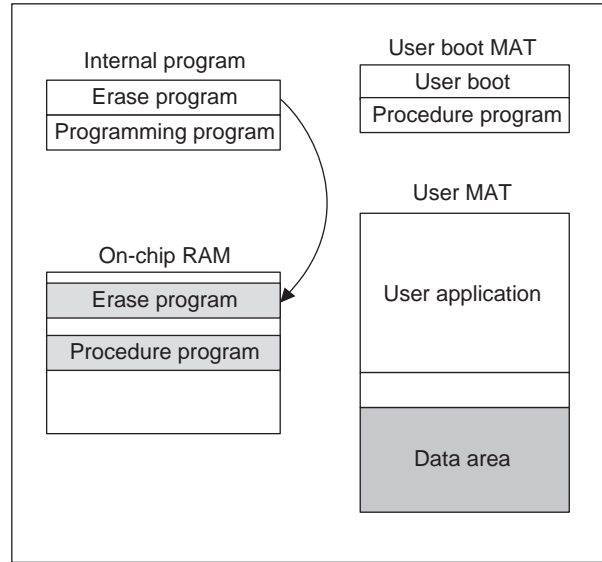 Internal program
Erase program
Programming program
On-chip RAM
Erase program
Procedure program
User boot MAT
User boot
Procedure program
User MAT
User application
Data area